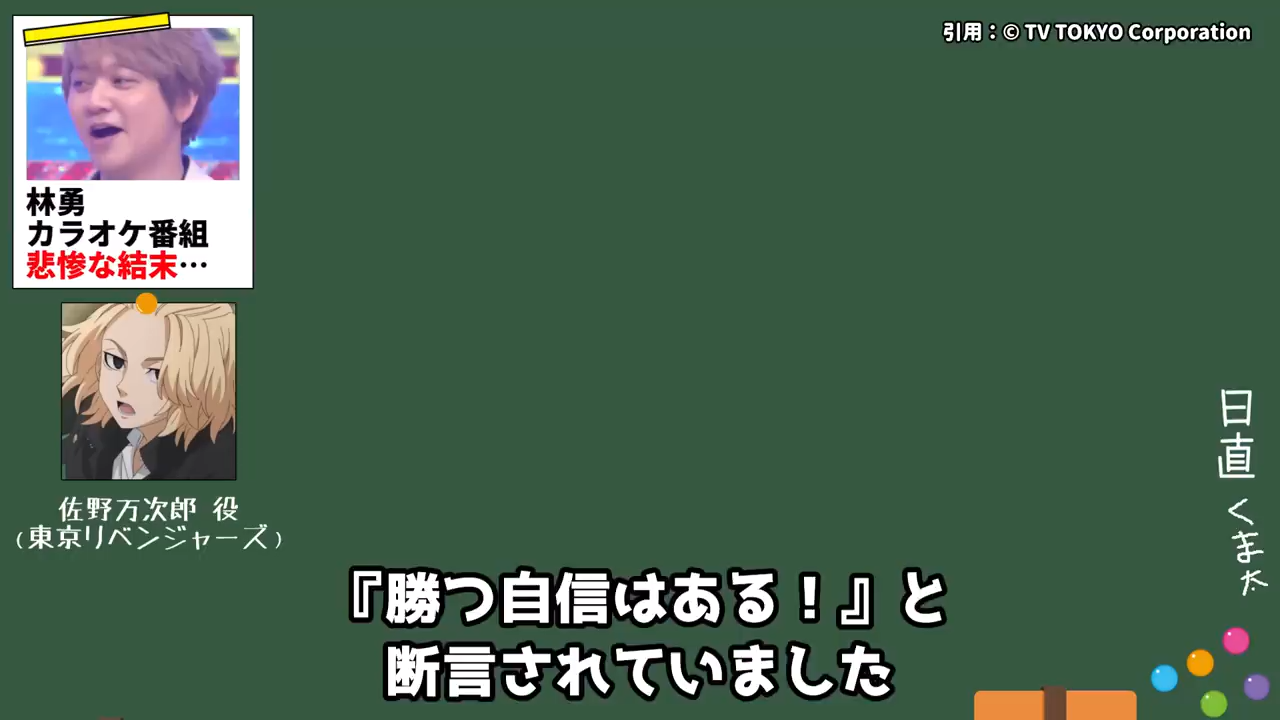 引用：© TV TOKYO Corporation
林勇
カラオケ番組
悲惨な結末…
佐野万次郎 役
(東京リベンジャーズ)
日直 くま太
『勝つ自信はある！』と
断言されていました